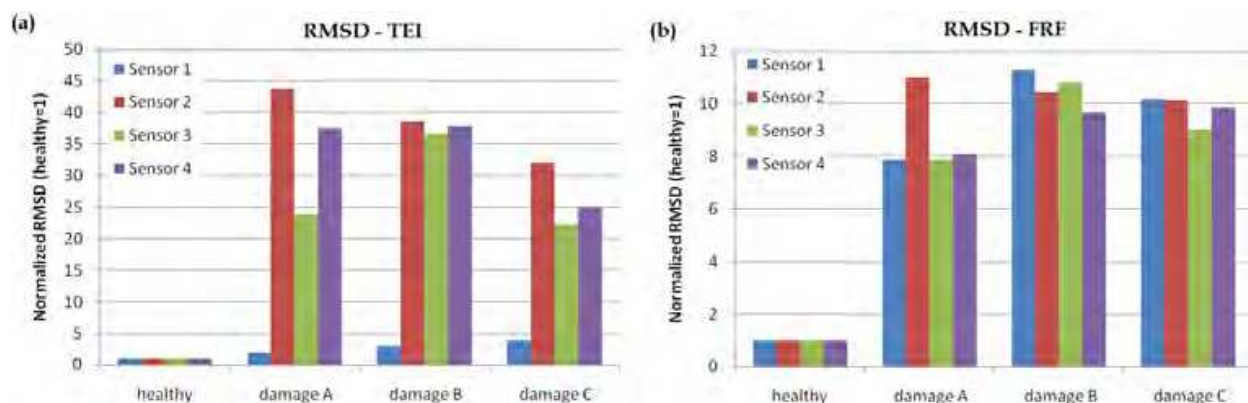 (a)
RMSD - TEI
Normalized RMSD (healthy=1)
50
45
40
35
30
25
20
15
10
5
0
Sensor 1
Sensor 2
Sensor 3
Sensor 4
healthy
damage A
damage B
damage C
(b)
RMSD - FRF
Normalized RMSD (healthy=1)
12
10
8
6
4
2
0
Sensor 1
Sensor 2
Sensor 3
Sensor 4
healthy
damage A
damage B
damage C